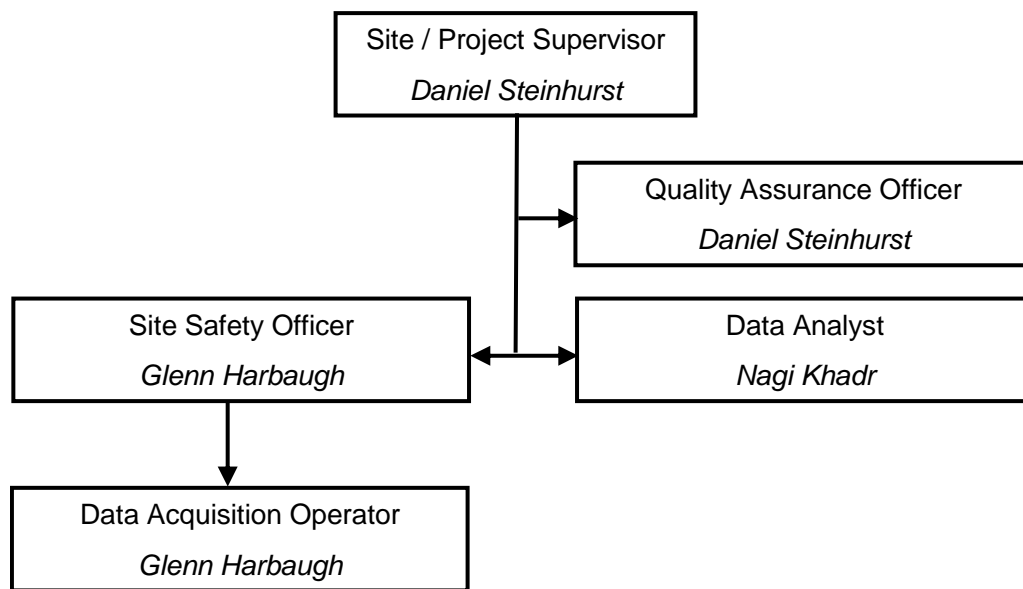 Site / Project Supervisor
Daniel Steinhurst
Quality Assurance Officer
Daniel Steinhurst
Site Safety Officer
Glenn Harbaugh
Data Analyst
Nagi Khadr
Data Acquisition Operator
Glenn Harbaugh